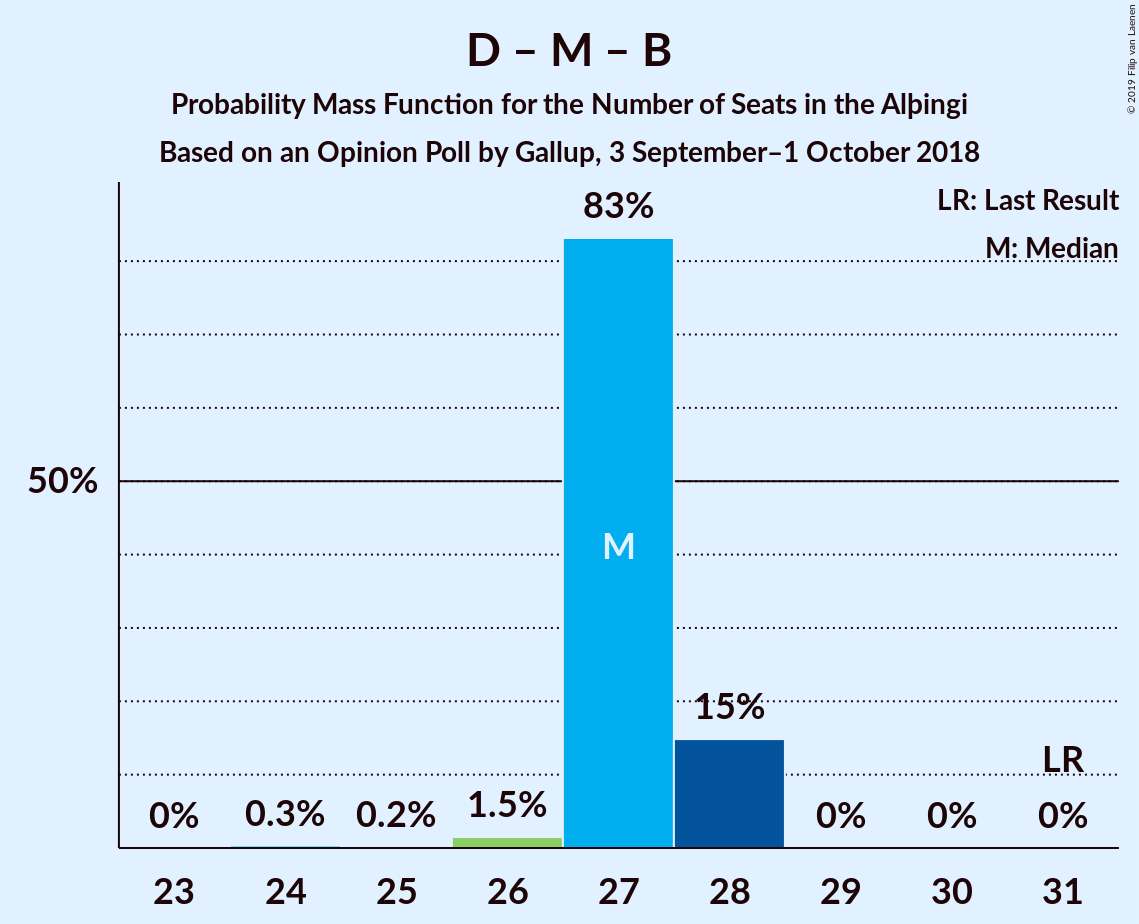 D – M – B
Probability Mass Function for the Number of Seats in the Alþingi
Based on an Opinion Poll by Gallup, 3 September–1 October 2018
© 2019 Filip van Laenen
LR: Last Result
M: Median
83%
50%
M
15%
LR
0% 0.3% 0.2% 1.5% 0% 0% 0%
23 24 25 26 27 28 29 30 31